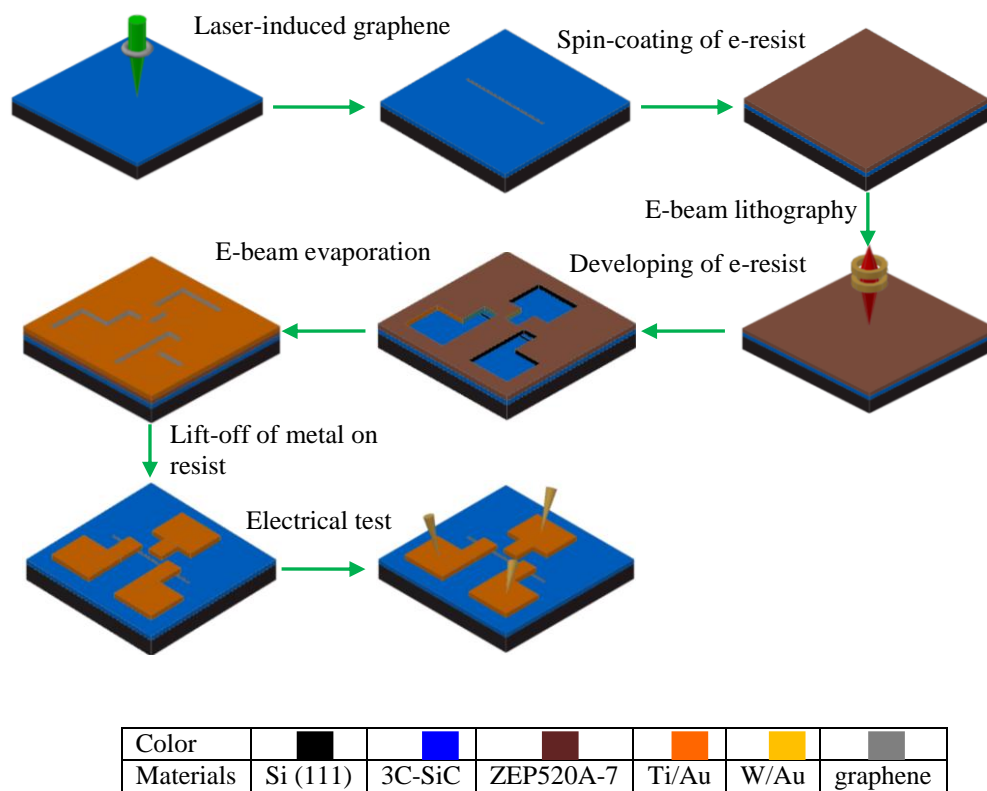 Laser-induced graphene
Spin-coating of e-resist
E-beam lithography
E-beam evaporation
Developing of e-resist
Lift-off of metal on
resist
Electrical test
Color
Materials Si (111) 3C-SiC ZEP520A-7 Ti/Au W/Au graphene